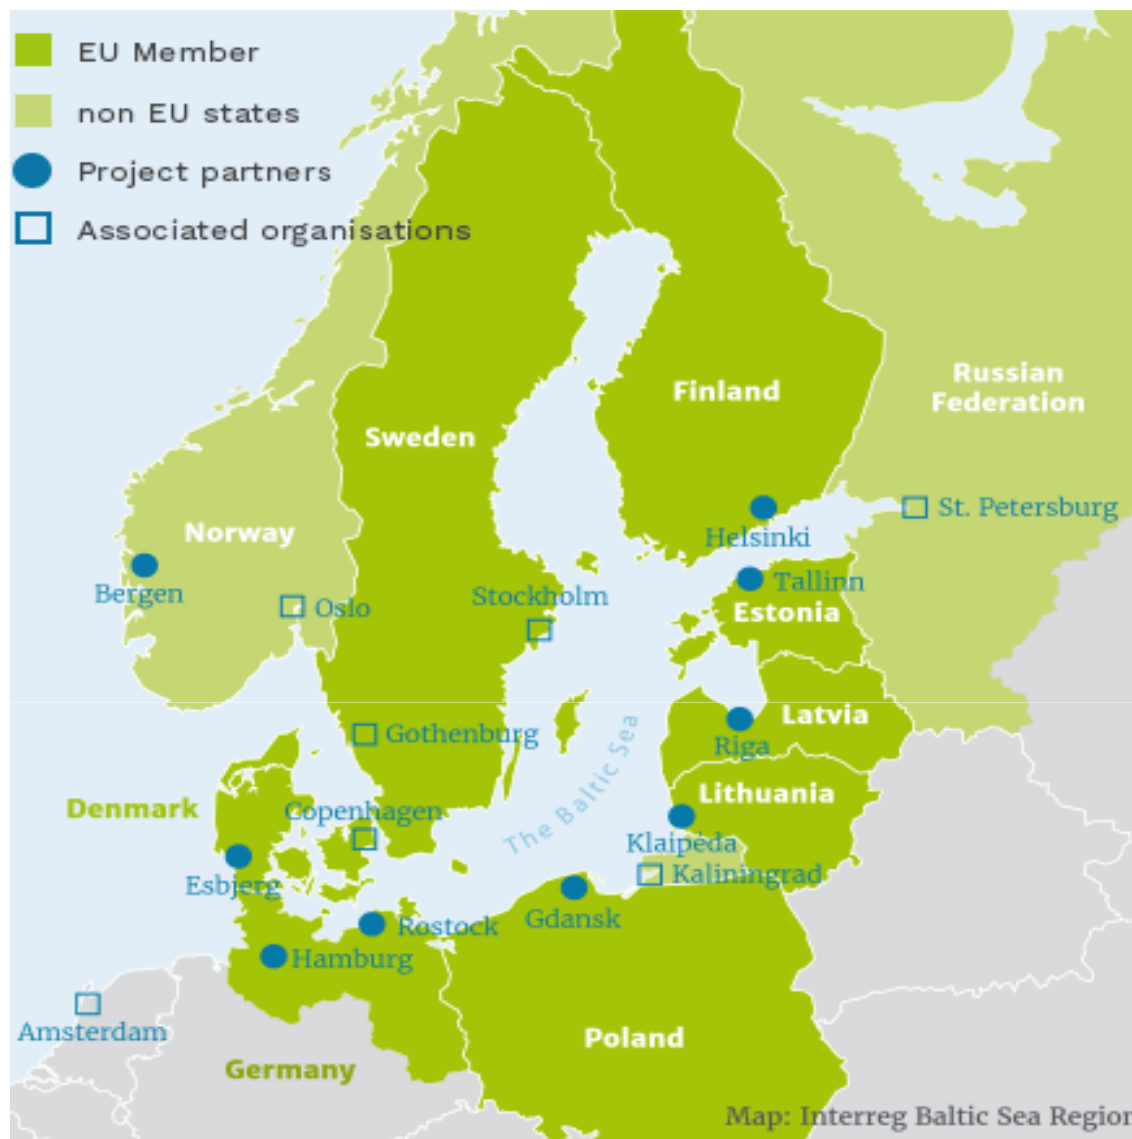 EU Member
non EU states
Project partners
Associated organisations
Russian
Federation
Finland
Sweden
St. Petersburg
Norway
Helsinki
Tallinn
Bergen
Stockholm
Oslo
Estonia
Latvia
Gothenburg
Riga
The Baltic Sea
Lithuania
Denmark
Copenhagen
Klaipėda
Kaliningrad
Esbjerg
Gdansk
Rostock
Hamburg
Amsterdam
Poland
Germany
Map: Interreg Baltic Sea Region